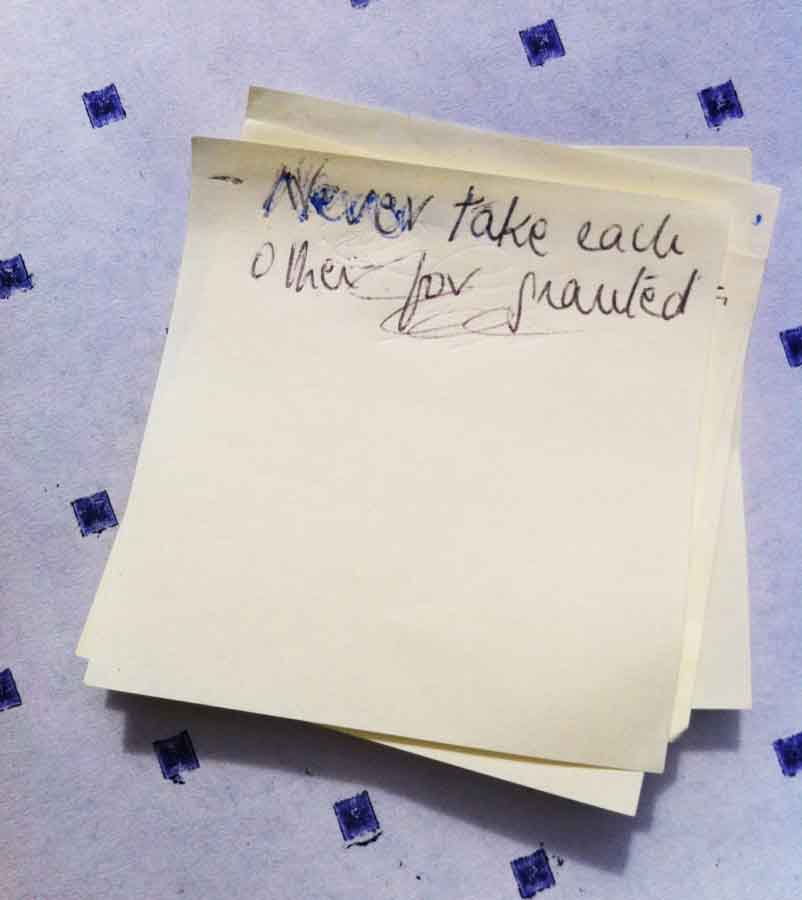 - Never take each
other for granted